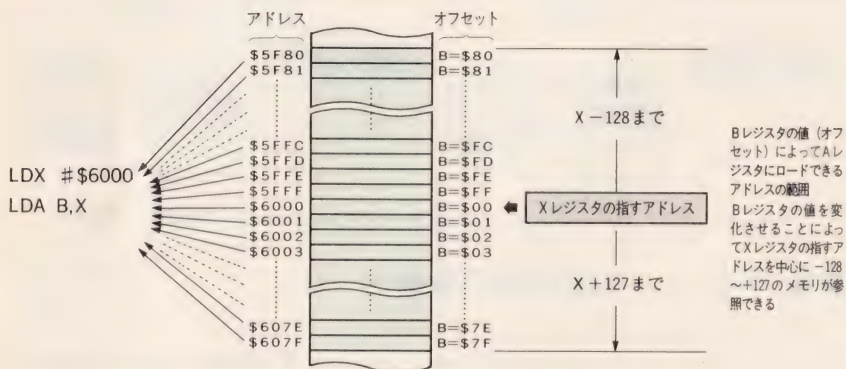 アドレス
オフセット
$5F80 B=$80
$5F81 B=$81
X－128まで
$5FFC B=$FC
$5FFD B=$FD
$5FFE B=$FE
$5FFF B=$FF
$6000 B=$00
$6001 B=$01
$6002 B=$02
$6003 B=$03
LDX #$6000
LDA B,X
Xレジスタの指すアドレス
X＋127まで
$607E B=$7E
$607F B=$7F
Bレジスタの値（オフ
セット）によってAレ
ジスタにロードできる
アドレスの範囲
Bレジスタの値を変
化させることによっ
てXレジスタの指すア
ドレスを中心に－128
～＋127のメモリが参
照できる